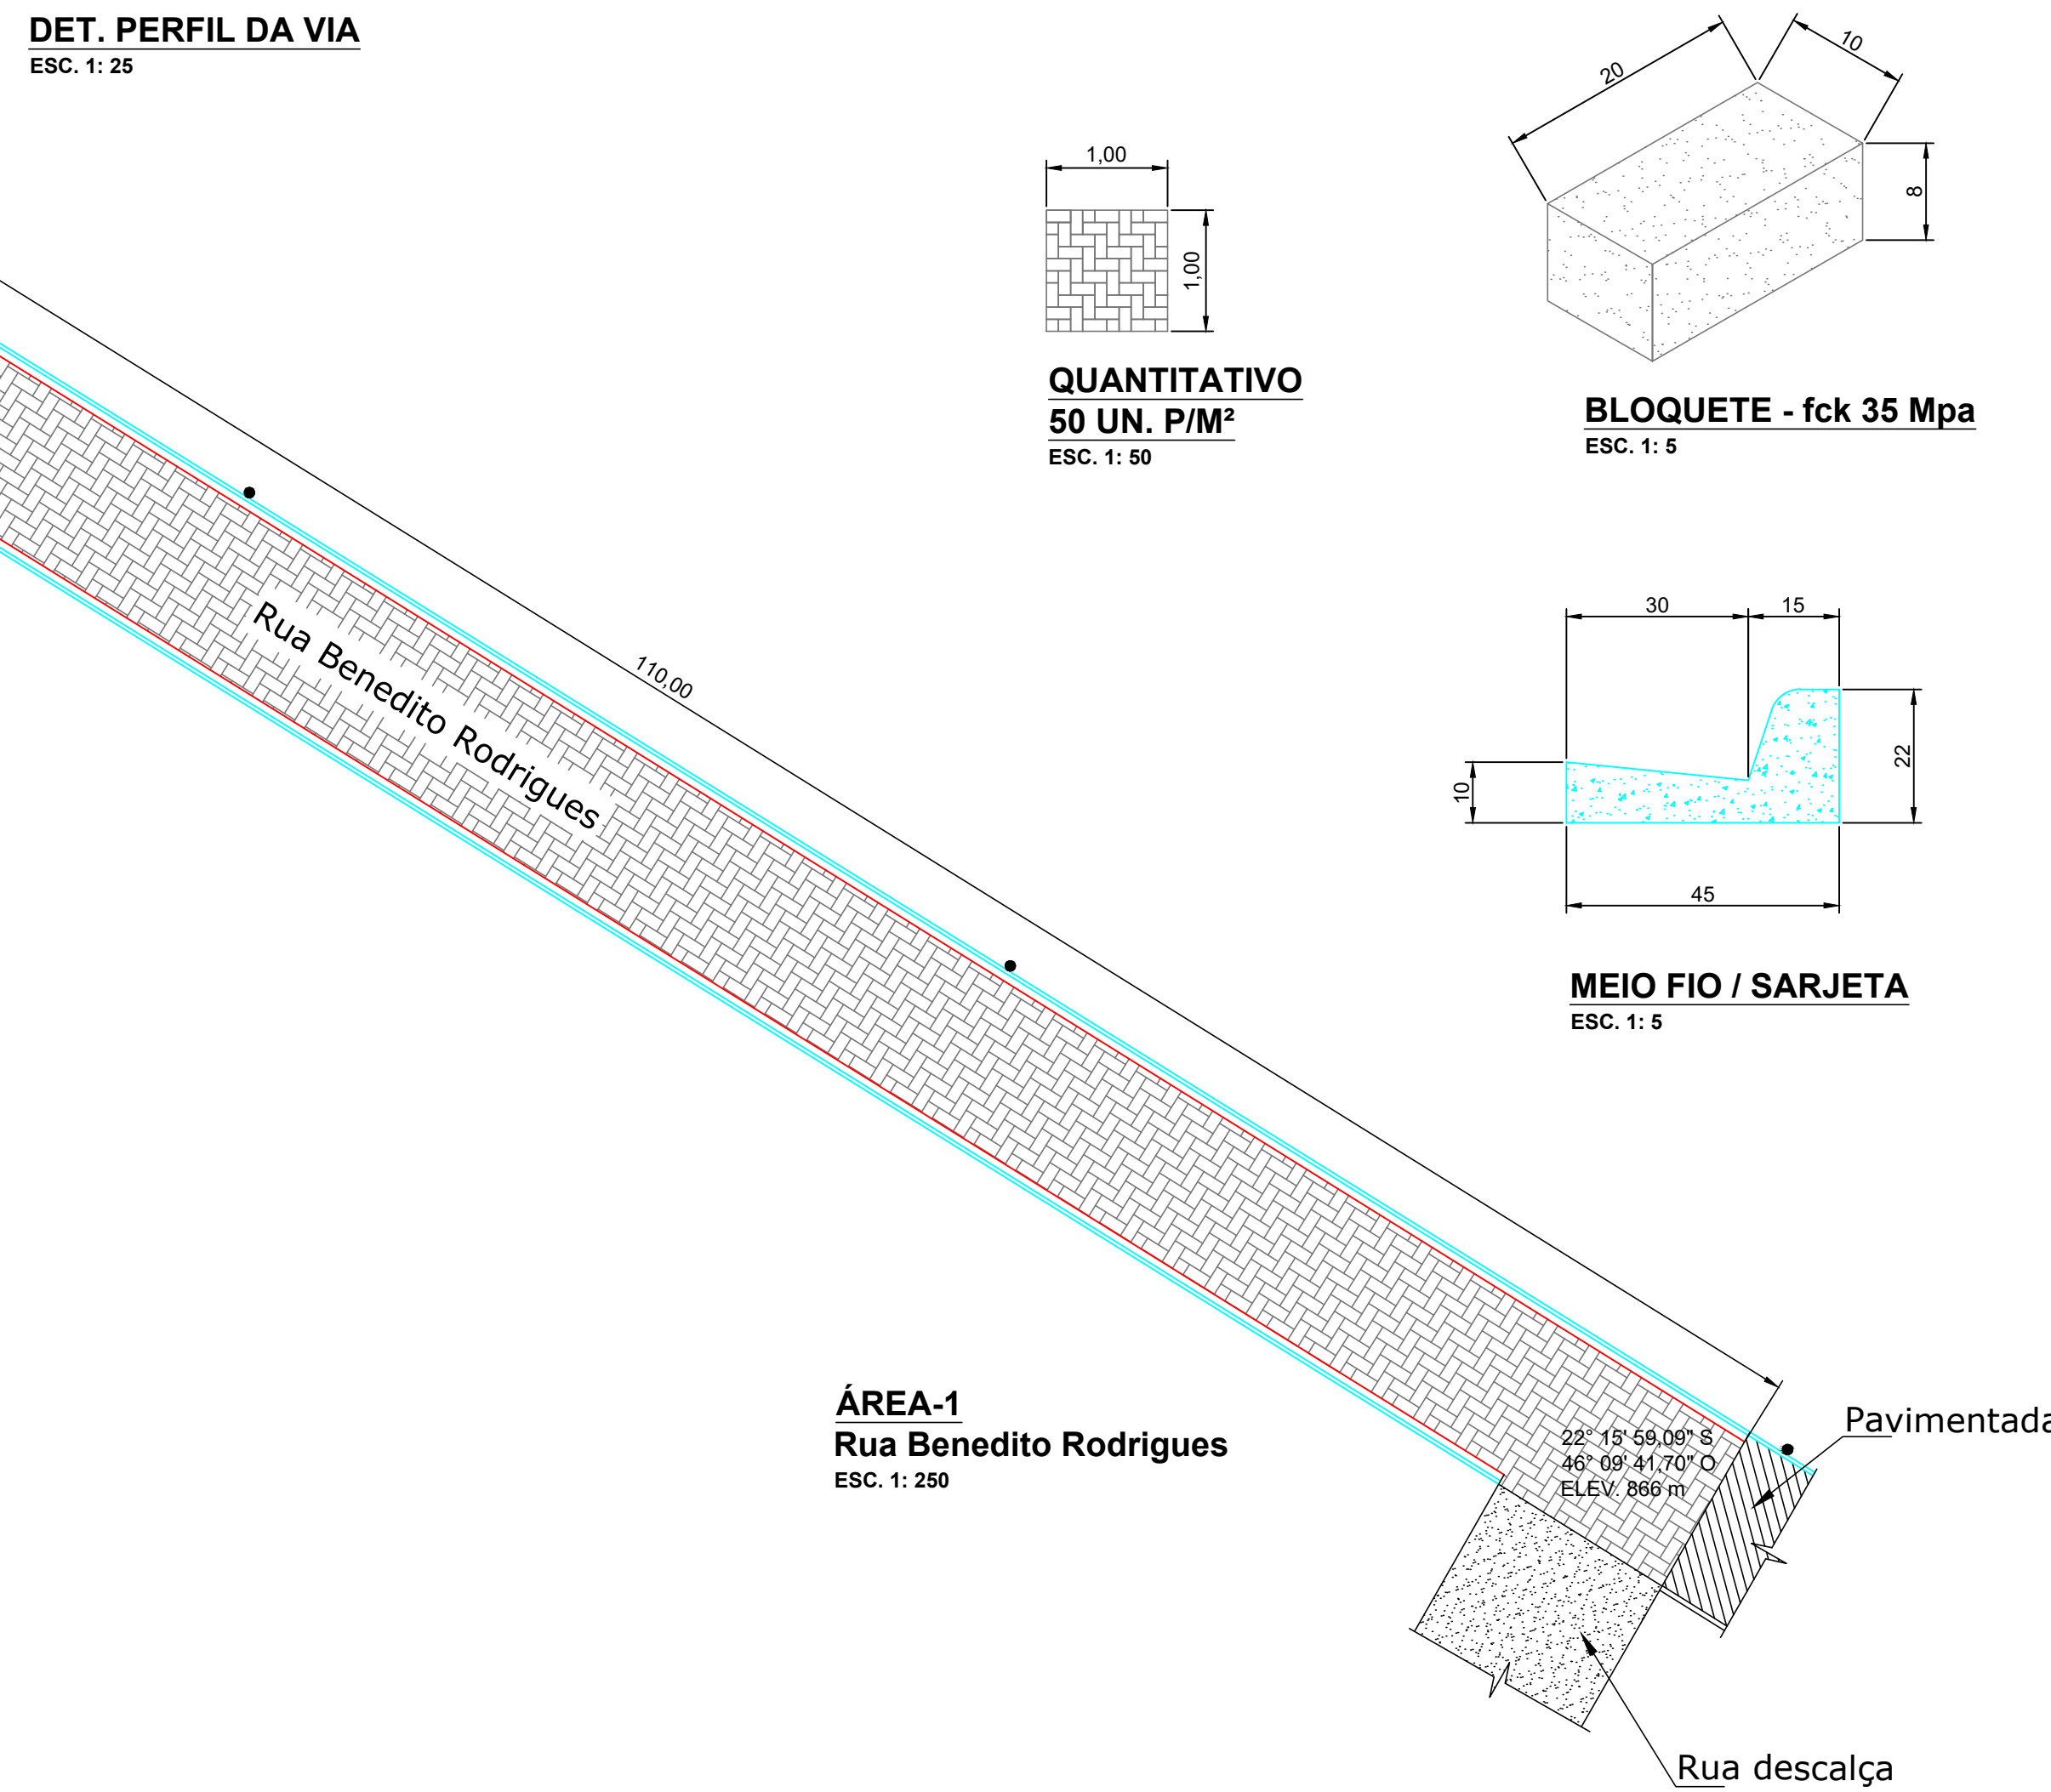 DET. PERFIL DA VIA
ESC. 1: 25
20
10
8
BLOQUETE - fck 35 Mpa
ESC. 1: 5
1,00
1,00
QUANTITATIVO
50 UN. P/M²
ESC. 1: 50
Rua Benedito Rodrigues
110,00
30
15
10
22
45
MEIO FIO / SARJETA
ESC. 1: 5
ÁREA-1
Rua Benedito Rodrigues
ESC. 1: 250
22° 15' 59,09" S
46° 09' 41,70" O
ELEV. 866 m
Pavimentada
Rua descalça